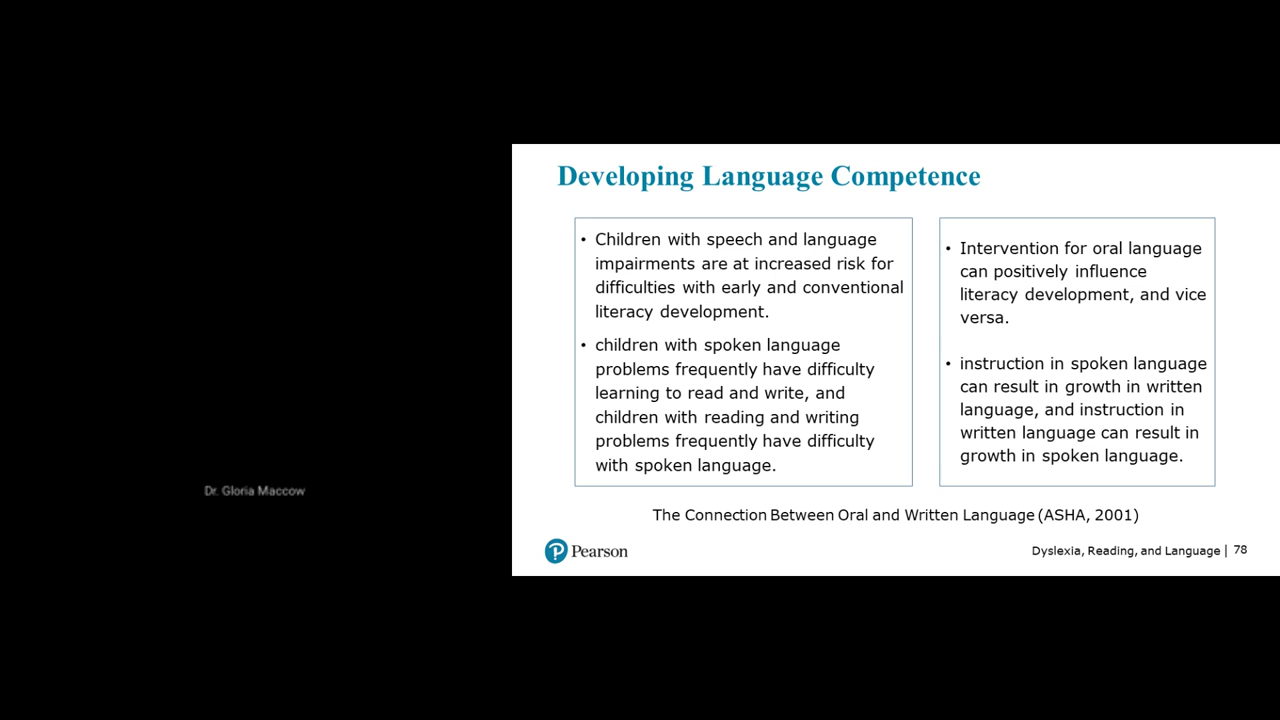 Developing Language Competence
• Children with speech and language
impairments are at increased risk for
difficulties with early and conventional
literacy development.
• children with spoken language
problems frequently have difficulty
learning to read and write, and
children with reading and writing
problems frequently have difficulty
with spoken language.
• Intervention for oral language
can positively influence
literacy development, and vice
versa.
• instruction in spoken language
can result in growth in written
language, and instruction in
written language can result in
growth in spoken language.
Dr. Gloria Maccow
The Connection Between Oral and Written Language (ASHA, 2001)
Pearson
Dyslexia, Reading, and Language | 78